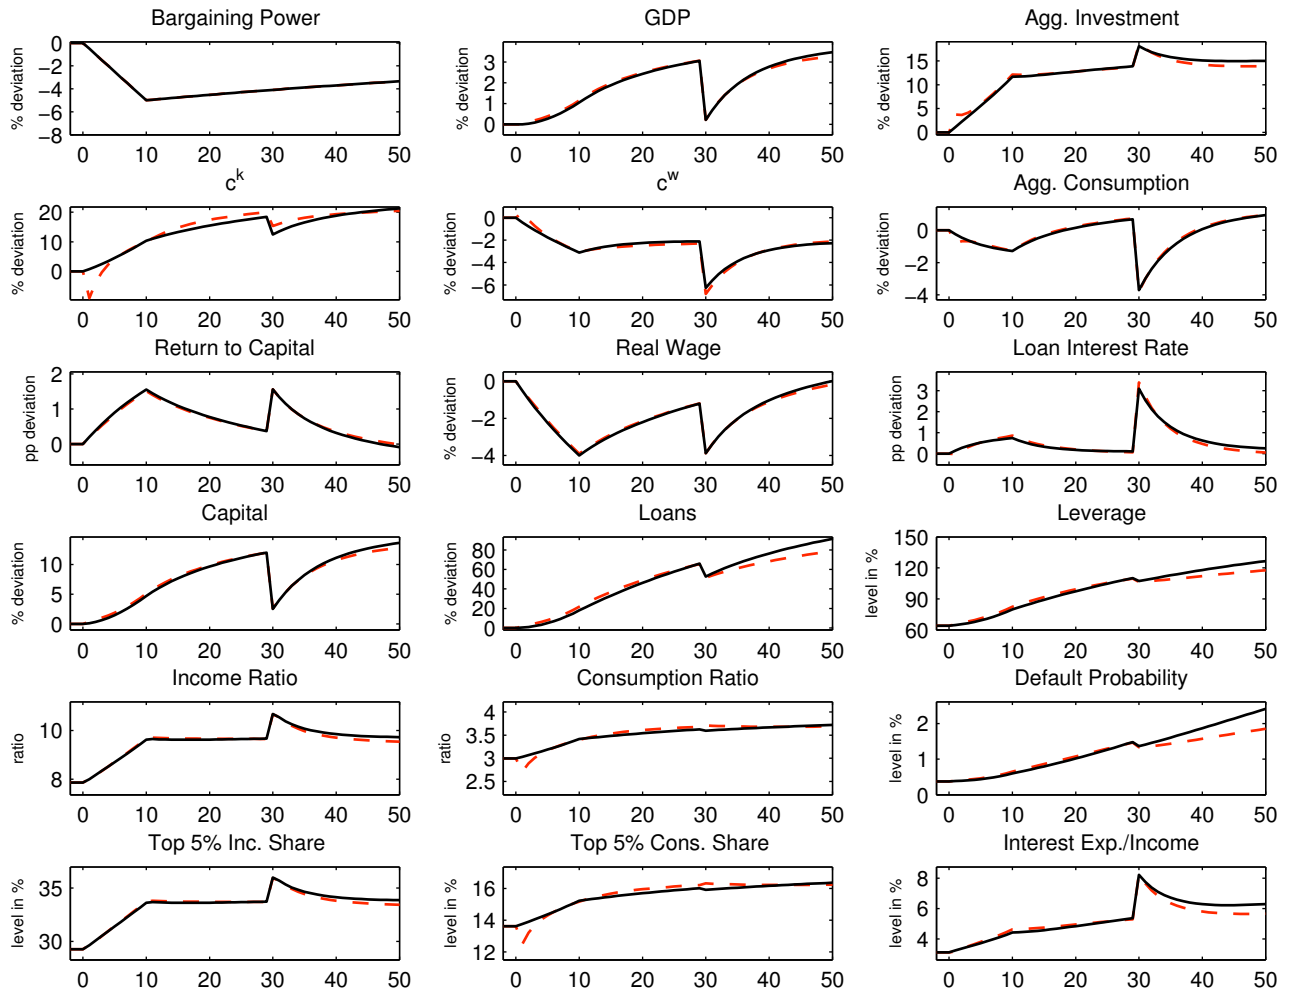 Bargaining Power
% deviation
0
−2
−4
−6
−8
0 10 20 30 40 50
GDP
% deviation
3
2
1
0
0 10 20 30 40 50
Agg. Investment
% deviation
15
10
5
0
0 10 20 30 40 50
c^k
% deviation
20
10
0
0 10 20 30 40 50
c^w
% deviation
0
−2
−4
−6
0 10 20 30 40 50
Agg. Consumption
% deviation
0
−2
−4
0 10 20 30 40 50
Return to Capital
pp deviation
2
1
0
0 10 20 30 40 50
Real Wage
% deviation
0
−2
−4
0 10 20 30 40 50
Loan Interest Rate
pp deviation
3
2
1
0
0 10 20 30 40 50
Capital
% deviation
10
5
0
0 10 20 30 40 50
Loans
% deviation
80
60
40
20
0
0 10 20 30 40 50
Leverage
level in %
150
120
90
60
0 10 20 30 40 50
Income Ratio
ratio
10
8
0 10 20 30 40 50
Consumption Ratio
ratio
4
3.5
3
2.5
0 10 20 30 40 50
Default Probability
level in %
2
1
0
0 10 20 30 40 50
Top 5% Inc. Share
level in %
35
30
0 10 20 30 40 50
Top 5% Cons. Share
level in %
16
14
12
0 10 20 30 40 50
Interest Exp./Income
level in %
8
6
4
0 10 20 30 40 50